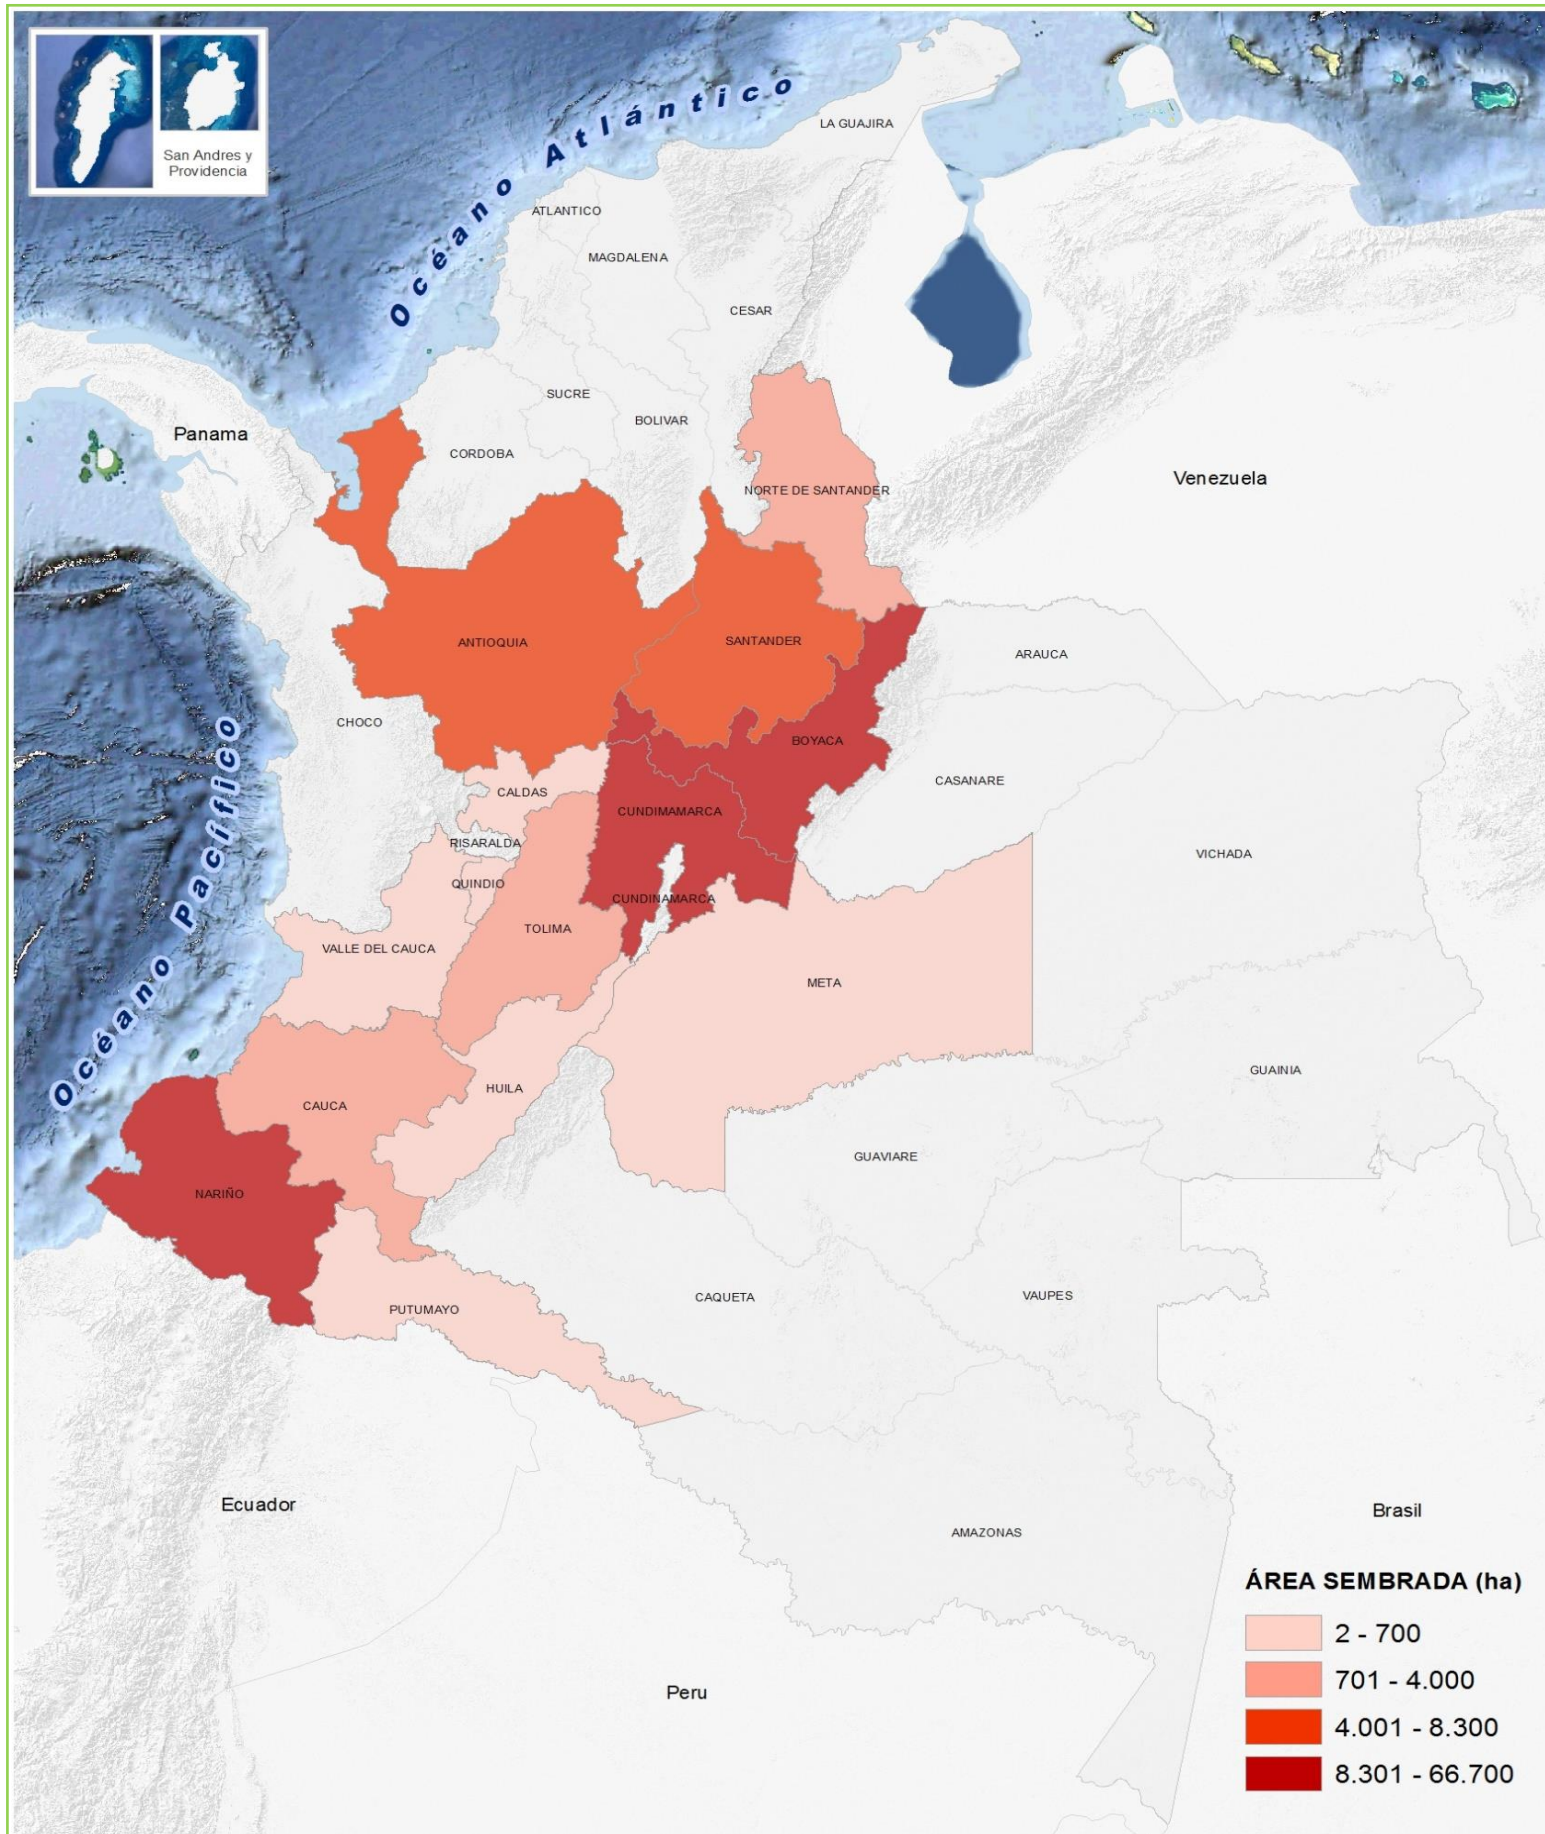 San Andres y
Providencia
Océano Atlántico
LA GUAJIRA
ATLANTICO
MAGDALENA
CESAR
SUCRE
BOLIVAR
Panama
CORDOBA
Venezuela
NORTE DE SANTANDER
ANTIOQUIA
SANTANDER
ARAUCA
CHOCO
BOYACA
Océano Pacífico
CASANARE
CALDAS
CUNDIMAMARCA
RISARALDA
VICHADA
QUINDIO
CUNDINAMARCA
TOLIMA
VALLE DEL CAUCA
META
GUAINIA
HUILA
CAUCA
GUAVIARE
NARIÑO
CAQUETA
VAUPES
PUTUMAYO
Ecuador
Brasil
AMAZONAS
Peru
ÁREA SEMBRADA (ha)
2 - 700
701 - 4.000
4.001 - 8.300
8.301 - 66.700